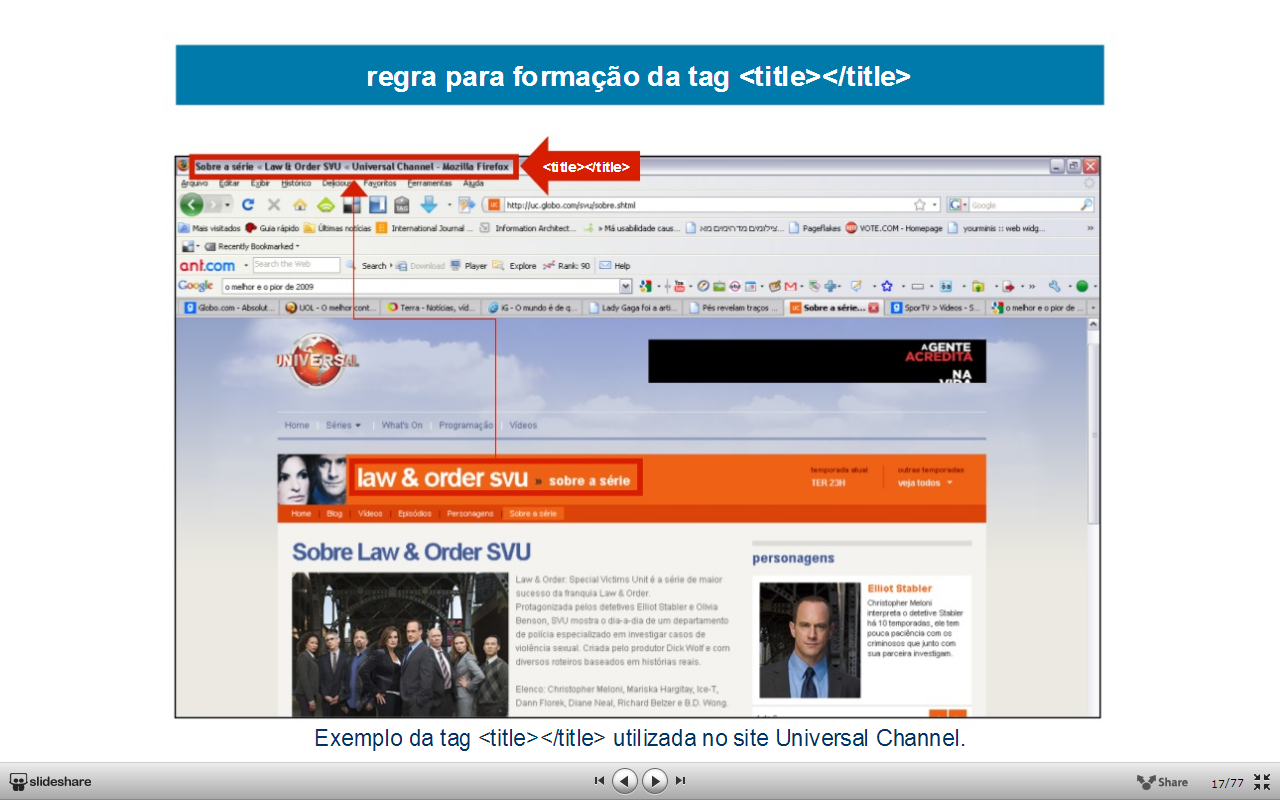 regra para formação da tag <title></title>
Sobre a série « Law & Order SVU « Universal Channel - Mozilla Firefox
<title></title>
Arquivo Editar Exibir Histórico Delicious Favoritos Ferramentas Ajuda
http://uc.globo.com/svu/sobre.shtml
Google
Mais visitados Guia rápido Últimas notícias International Journal ... Information Architect... » Má usabilidade caus... Pageflakes VOTE.COM - Homepage yourminis :: web widg... »
Recently Bookmarked
ant.com Search the Web Search Download Player Explore Rank: 90 Help
Google o melhor e o pior de 2009
Globo.com - Absolut... UOL - O melhor cont... Terra - Notícias, víd... iG - O mundo é de q... Lady Gaga foi a arti... Pés revelam traços ... Sobre a série... SporTV > Vídeos - S... o melhor e o pior de ...
UNIVERSAL
AGENTE
ACREDITA
NA
VIDA
Home Séries What's On Programação Vídeos
law & order svu » sobre a série
temporada atual
TER 23H
outras temporadas
veja todos
Home Blog Vídeos Episódios Personagens Sobre a série
Sobre Law & Order SVU
Law & Order: Special Victims Unit é a série de maior
sucesso da franquia Law & Order.
Protagonizada pelos detetives Elliot Stabler e Olivia
Benson, SVU mostra o dia-a-dia de um departamento
de polícia especializado em investigar casos de
violência sexual. Criada pelo produtor Dick Wolf e com
diversos roteiros baseados em histórias reais.
Elenco: Christopher Meloni, Mariska Hargitay, Ice-T,
Dann Florek, Diane Neal, Richard Belzer e B.D. Wong.
personagens
Elliot Stabler
Christopher Meloni
interpreta o detetive Stabler
há 10 temporadas, ele tem
pouca paciência com os
criminosos que junto com
sua parceira investigam.
Exemplo da tag <title></title> utilizada no site Universal Channel.
slideshare
Share
17/77